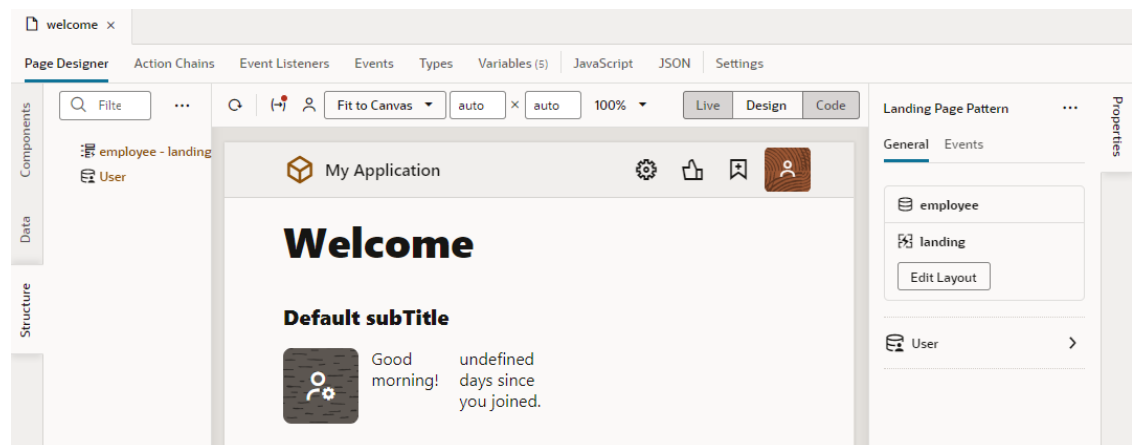 welcome ×
Page Designer Action Chains Event Listeners Events Types Variables (5) JavaScript JSON Settings
Components
Data
Structure
Filte ...
employee - landing
User
Fit to Canvas auto × auto 100% Live Design Code
My Application
Welcome
Default subTitle
Good
morning!
undefined
days since
you joined.
Landing Page Pattern ...
General Events
employee
landing
Edit Layout
User
Properties